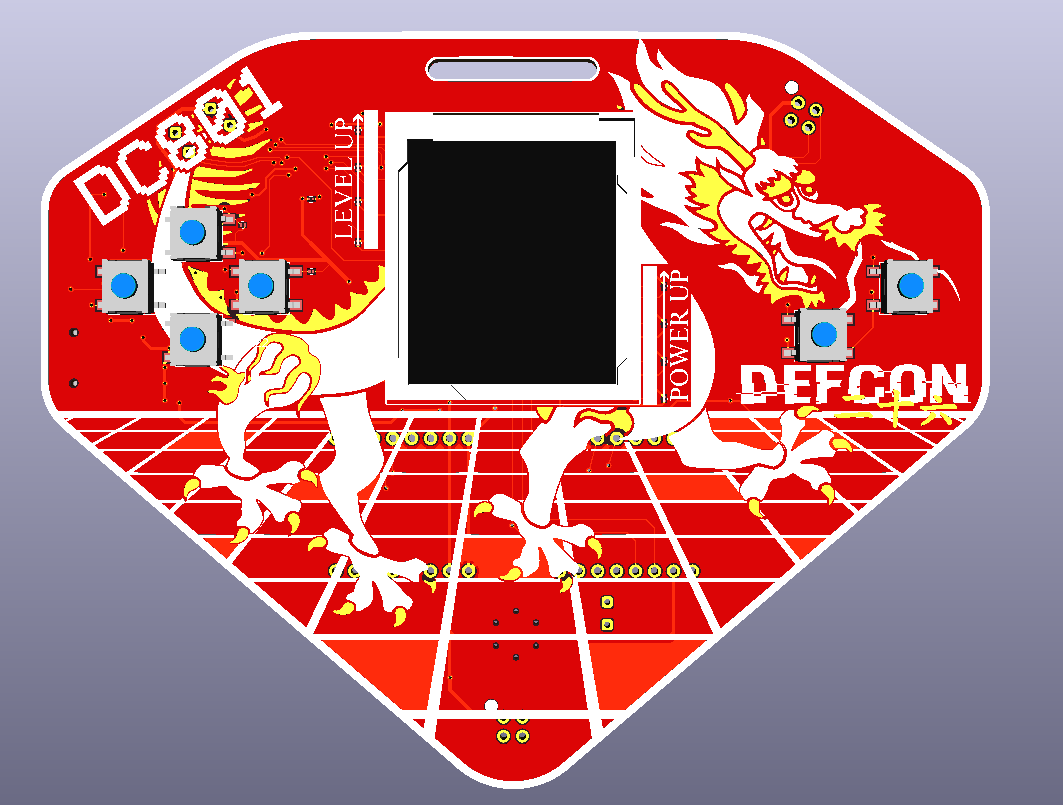 DC801
LEVEL UP
POWER UP
DEFCON
二十六